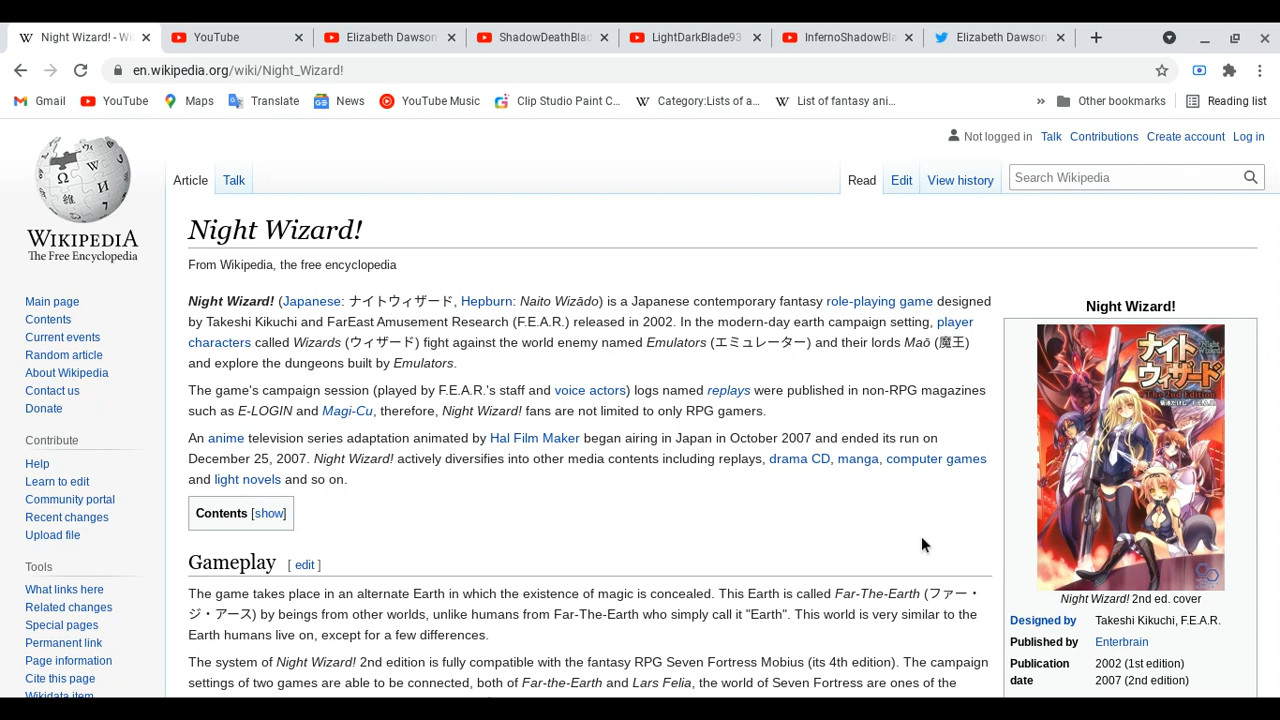 Night Wizard! - Wi
YouTube
Elizabeth Dawson
ShadowDeathBlad
LightDarkBlade93
InfernoShadowBla
Elizabeth Dawson
en.wikipedia.org/wiki/Night_Wizard!
Gmail
YouTube
Maps
Translate
News
YouTube Music
Clip Studio Paint C...
Category:Lists of a...
List of fantasy ani...
»
Other bookmarks
Reading list
Not logged in Talk Contributions Create account Log in
Article Talk
Read Edit View history
Search Wikipedia
WIKIPEDIA
The Free Encyclopedia
Main page
Contents
Current events
Random article
About Wikipedia
Contact us
Donate
Contribute
Help
Learn to edit
Community portal
Recent changes
Upload file
Tools
What links here
Related changes
Special pages
Permanent link
Page information
Cite this page
Wikidata item
Night Wizard!
From Wikipedia, the free encyclopedia
Night Wizard! (Japanese: ナイトウィザード, Hepburn: Naito Wizādo) is a Japanese contemporary fantasy role-playing game designed
by Takeshi Kikuchi and FarEast Amusement Research (F.E.A.R.) released in 2002. In the modern-day earth campaign setting, player
characters called Wizards (ウィザード) fight against the world enemy named Emulators (エミュレーター) and their lords Maō (魔王)
and explore the dungeons built by Emulators.
The game's campaign session (played by F.E.A.R.'s staff and voice actors) logs named replays were published in non-RPG magazines
such as E-LOGIN and Magi-Cu, therefore, Night Wizard! fans are not limited to only RPG gamers.
An anime television series adaptation animated by Hal Film Maker began airing in Japan in October 2007 and ended its run on
December 25, 2007. Night Wizard! actively diversifies into other media contents including replays, drama CD, manga, computer games
and light novels and so on.
Contents [show]
Gameplay [ edit ]
The game takes place in an alternate Earth in which the existence of magic is concealed. This Earth is called Far-The-Earth (ファー・
ジ・アース) by beings from other worlds, unlike humans from Far-The-Earth who simply call it "Earth". This world is very similar to the
Earth humans live on, except for a few differences.
The system of Night Wizard! 2nd edition is fully compatible with the fantasy RPG Seven Fortress Mobius (its 4th edition). The campaign
settings of two games are able to be connected, both of Far-the-Earth and Lars Felia, the world of Seven Fortress are ones of the
Night Wizard!
ナイト
ウィザード
Night Wizard!
The 2nd Edition
Night Wizard! 2nd ed. cover
Designed by Takeshi Kikuchi, F.E.A.R.
Published by Enterbrain
Publication 2002 (1st edition)
date 2007 (2nd edition)